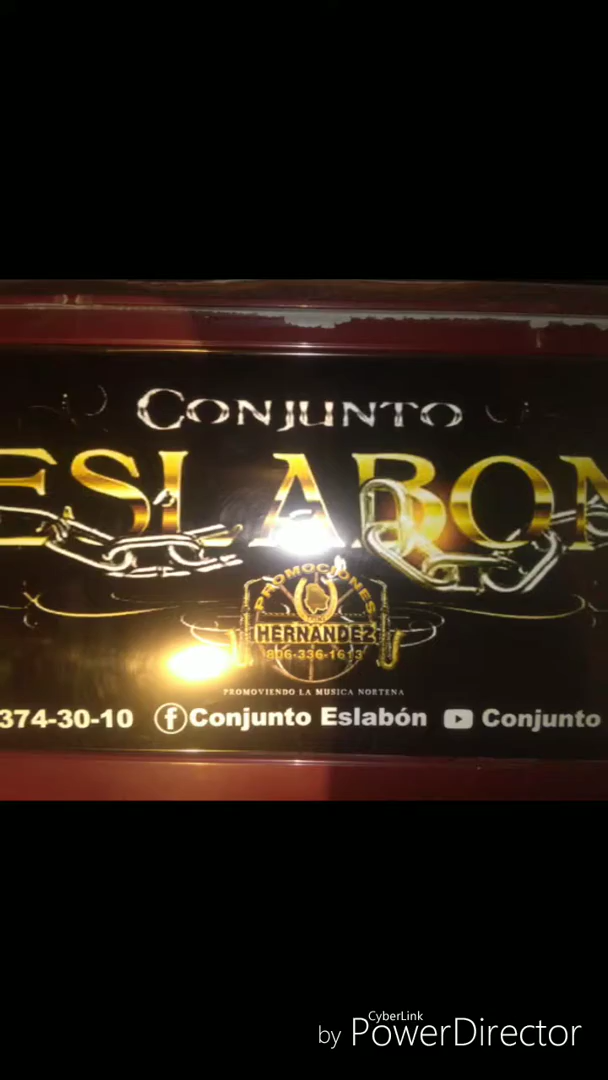 CONJUNTO
ESLABON
PROMOCIONES
HERNANDEZ
806-336-1613
PROMOVIENDO LA MUSICA NORTENA
374-30-10 Conjunto Eslabón Conjunto
CyberLink
by PowerDirector